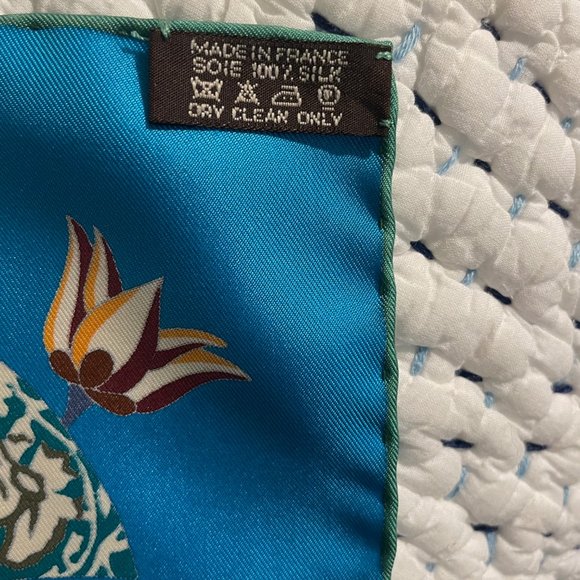 MADE IN FRANCE
SOIE 100% SILK
DRY CLEAN ONLY